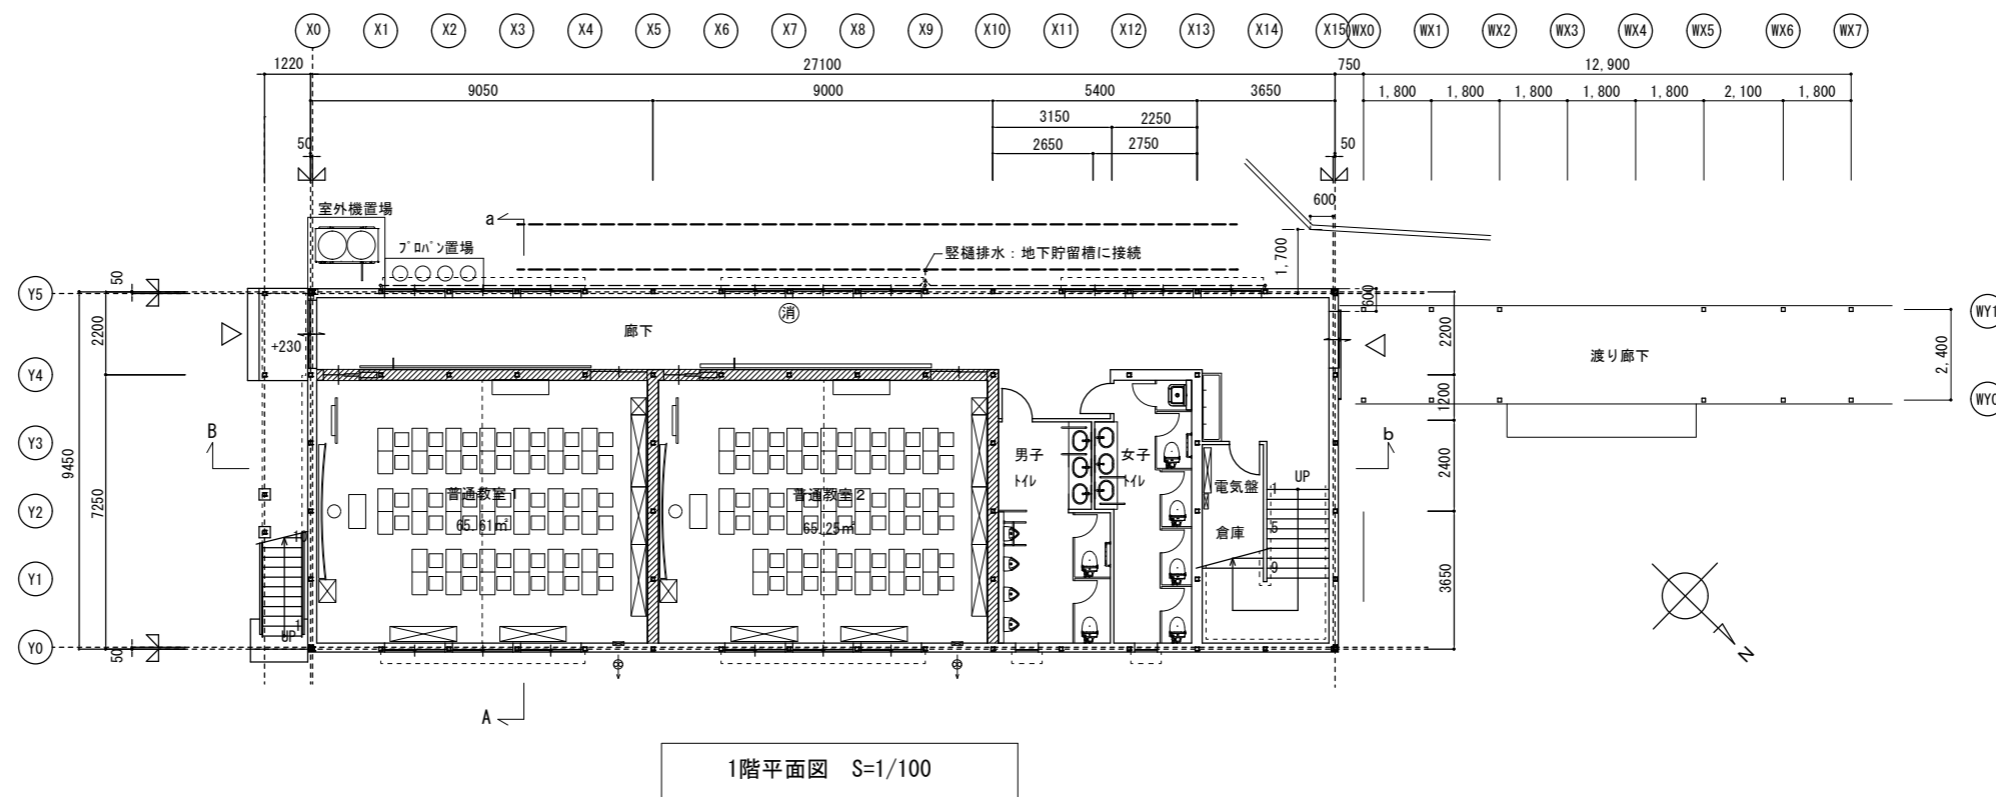 X0 X1 X2 X3 X4 X5 X6 X7 X8 X9 X10 X11 X12 X13 X14 X15 WX0 WX1 WX2 WX3 WX4 WX5 WX6 WX7
1220 27100 750 12,900
9050 9000 5400 3650 1,800 1,800 1,800 1,800 1,800 2,100 1,800
3150 2250
50 2650 2750 50
室外機置場 a 600
プロパン置場 竪樋排水：地下貯留槽に接続 1,700
Y5 50 消 600 WY1
2200 +230 廊下 2200 渡り廊下 2,400
Y4 1200 WY0
Y3 B 男子 女子 b
トイレ トイレ 2400
9450 7250 普通教室1 普通教室2 電気盤 UP
Y2 65.61㎡ 65.25㎡ 1
倉庫 5
10 9
Y1 3650
1
UP
Y0 50 N
A
1階平面図 S=1/100